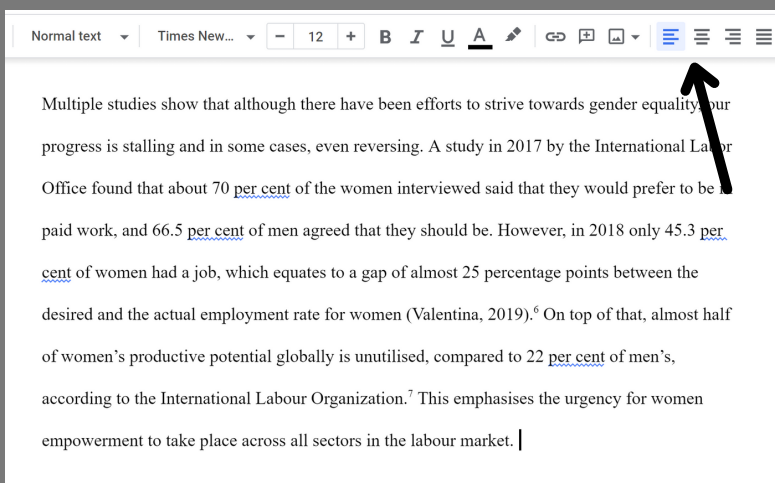 Normal text
Times New...
12
B I U A
Multiple studies show that although there have been efforts to strive towards gender equality, our
progress is stalling and in some cases, even reversing. A study in 2017 by the International Labor
Office found that about 70 per cent of the women interviewed said that they would prefer to be in
paid work, and 66.5 per cent of men agreed that they should be. However, in 2018 only 45.3 per
cent of women had a job, which equates to a gap of almost 25 percentage points between the
desired and the actual employment rate for women (Valentina, 2019).⁶ On top of that, almost half
of women’s productive potential globally is unutilised, compared to 22 per cent of men’s,
according to the International Labour Organization.⁷ This emphasises the urgency for women
empowerment to take place across all sectors in the labour market.